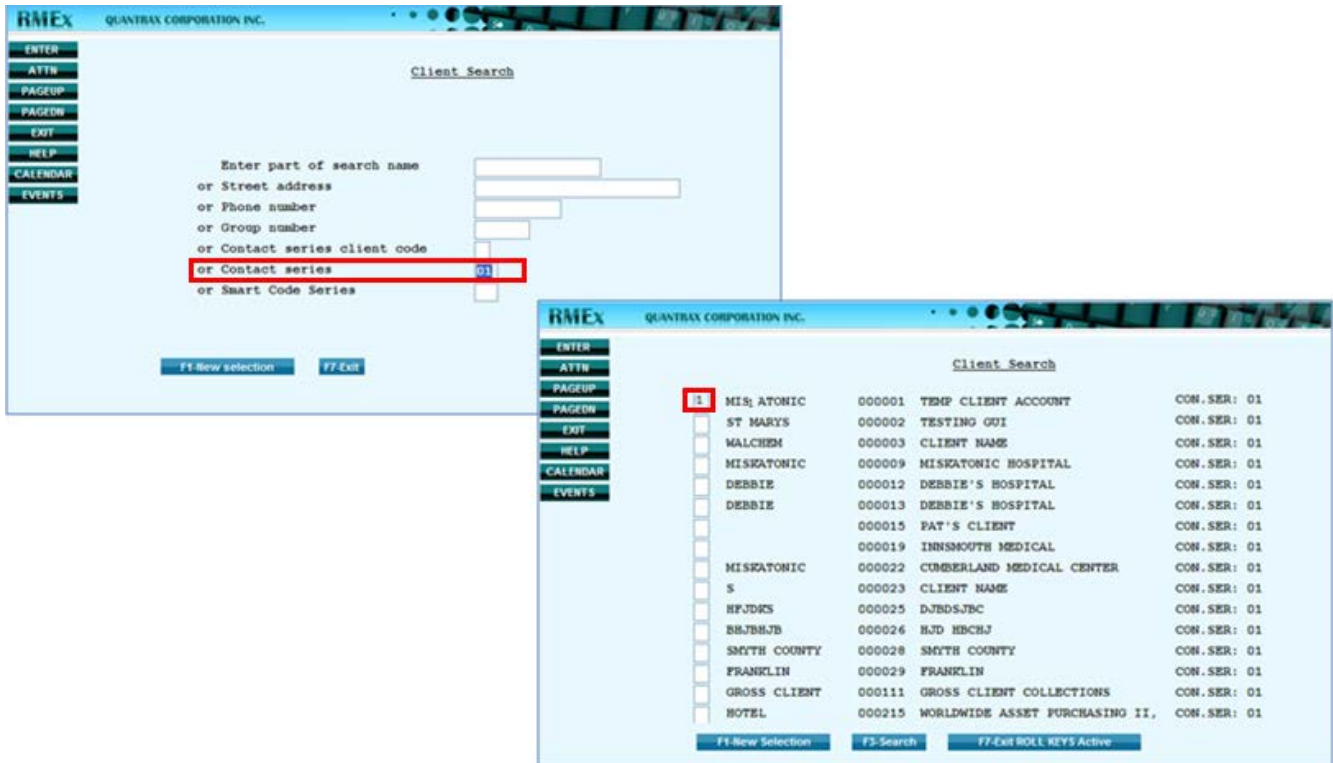 RMEx QUANTRAX CORPORATION INC.
ENTER
ATTN
PAGEUP
PAGEDN
EXIT
HELP
CALENDAR
EVENTS
Client Search
Enter part of search name
or Street address
or Phone number
or Group number
or Contact series client code
or Contact series 01
or Smart Code Series
F1-New selection F7-Exit
RMEx QUANTRAX CORPORATION INC.
ENTER
ATTN
PAGEUP
PAGEDN
EXIT
HELP
CALENDAR
EVENTS
Client Search
1 ATONIC 000001 TEMP CLIENT ACCOUNT CON.SER: 01
ST MARYS 000002 TESTING GUI CON.SER: 01
WALCHEM 000003 CLIENT NAME CON.SER: 01
MISKATONIC 000009 MISKATONIC HOSPITAL CON.SER: 01
DEBBIE 000012 DEBBIE'S HOSPITAL CON.SER: 01
DEBBIE 000013 DEBBIE'S HOSPITAL CON.SER: 01
000015 PAT'S CLIENT CON.SER: 01
000019 INNSMOUTH MEDICAL CON.SER: 01
MISKATONIC 000022 CUMBERLAND MEDICAL CENTER CON.SER: 01
S 000023 CLIENT NAME CON.SER: 01
HFJDKS 000025 DJBDSJBC CON.SER: 01
BHJBHJB 000026 HJD HBCHJ CON.SER: 01
SMYTH COUNTY 000028 SMYTH COUNTY CON.SER: 01
FRANKLIN 000029 FRANKLIN CON.SER: 01
GROSS CLIENT 000111 GROSS CLIENT COLLECTIONS CON.SER: 01
HOTEL 000215 WORLDWIDE ASSET PURCHASING II, CON.SER: 01
F1-New Selection F3-Search F7-Exit ROLL KEYS Active